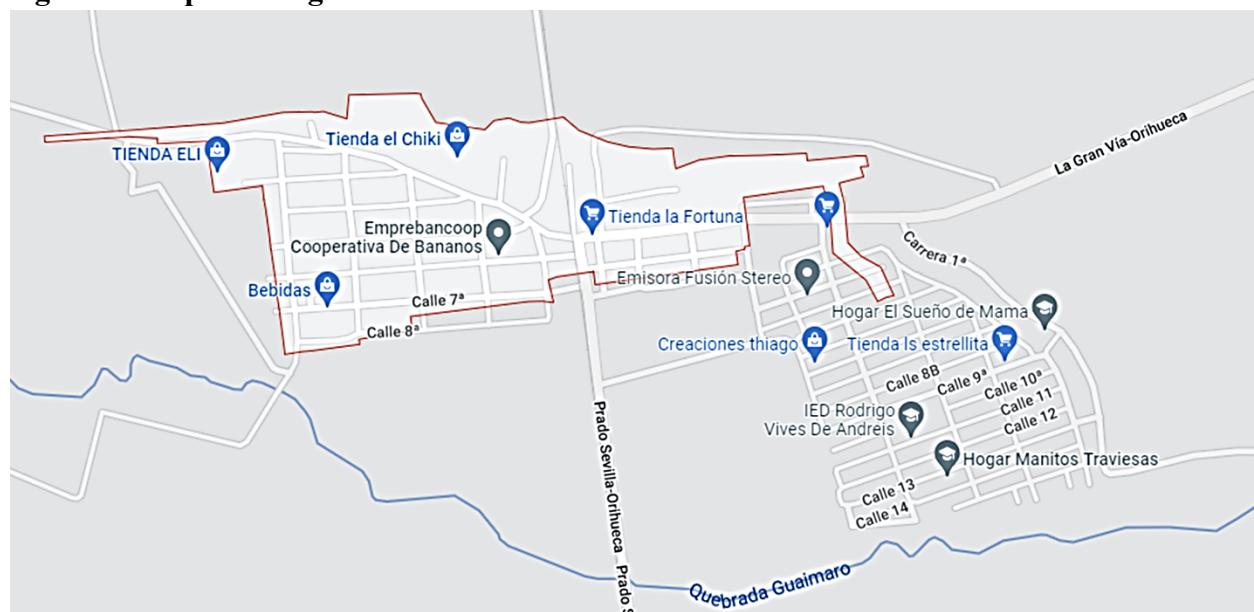 TIENDA ELI
Tienda el Chiki
La Gran Vía-Orihueca
Tienda la Fortuna
Emprebancoop
Cooperativa De Bananos
Carrera 1ª
Emisora Fusión Stereo
Bebidas
Calle 7ª
Calle 8ª
Hogar El Sueño de Mama
Creaciones thiago
Tienda ls estrellita
Calle 8B
Calle 9ª
Calle 10ª
Calle 11
Calle 12
IED Rodrigo
Vives De Andreis
Prado Sevilla-Orihueca
Hogar Manitos Traviesas
Calle 13
Calle 14
Quebrada Guaimaro
Prado S